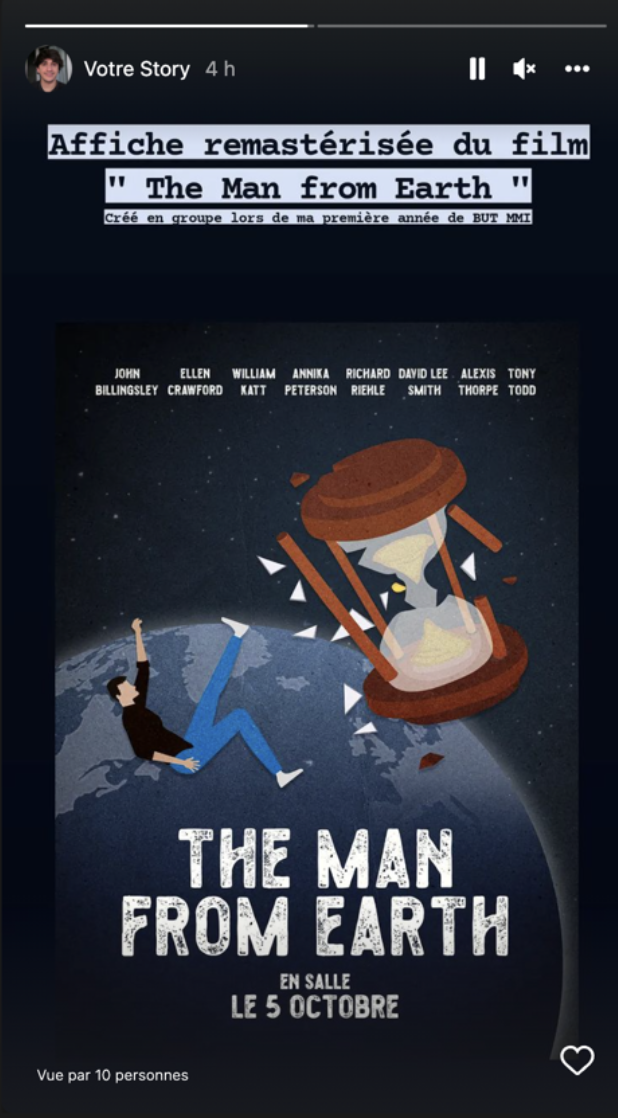 Votre Story 4 h
Affiche remastérisée du film
" The Man from Earth "
Créé en groupe lors de ma première année de BUT MMI
JOHN ELLEN WILLIAM ANNIKA RICHARD DAVID LEE ALEXIS TONY
BILLINGSLEY CRAWFORD KATT PETERSON RIEHLE SMITH THORPE TODD
THE MAN
FROM EARTH
EN SALLE
LE 5 OCTOBRE
Vue par 10 personnes